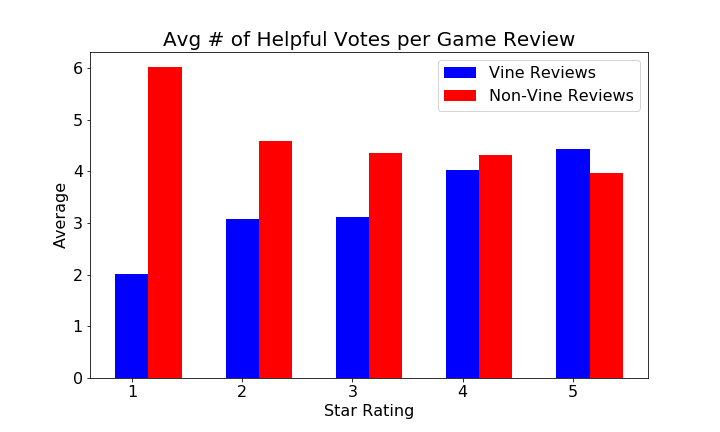 Avg # of Helpful Votes per Game Review
Vine Reviews
Non-Vine Reviews
6
5
4
3
2
1
0
Average
1 2 3 4 5
Star Rating